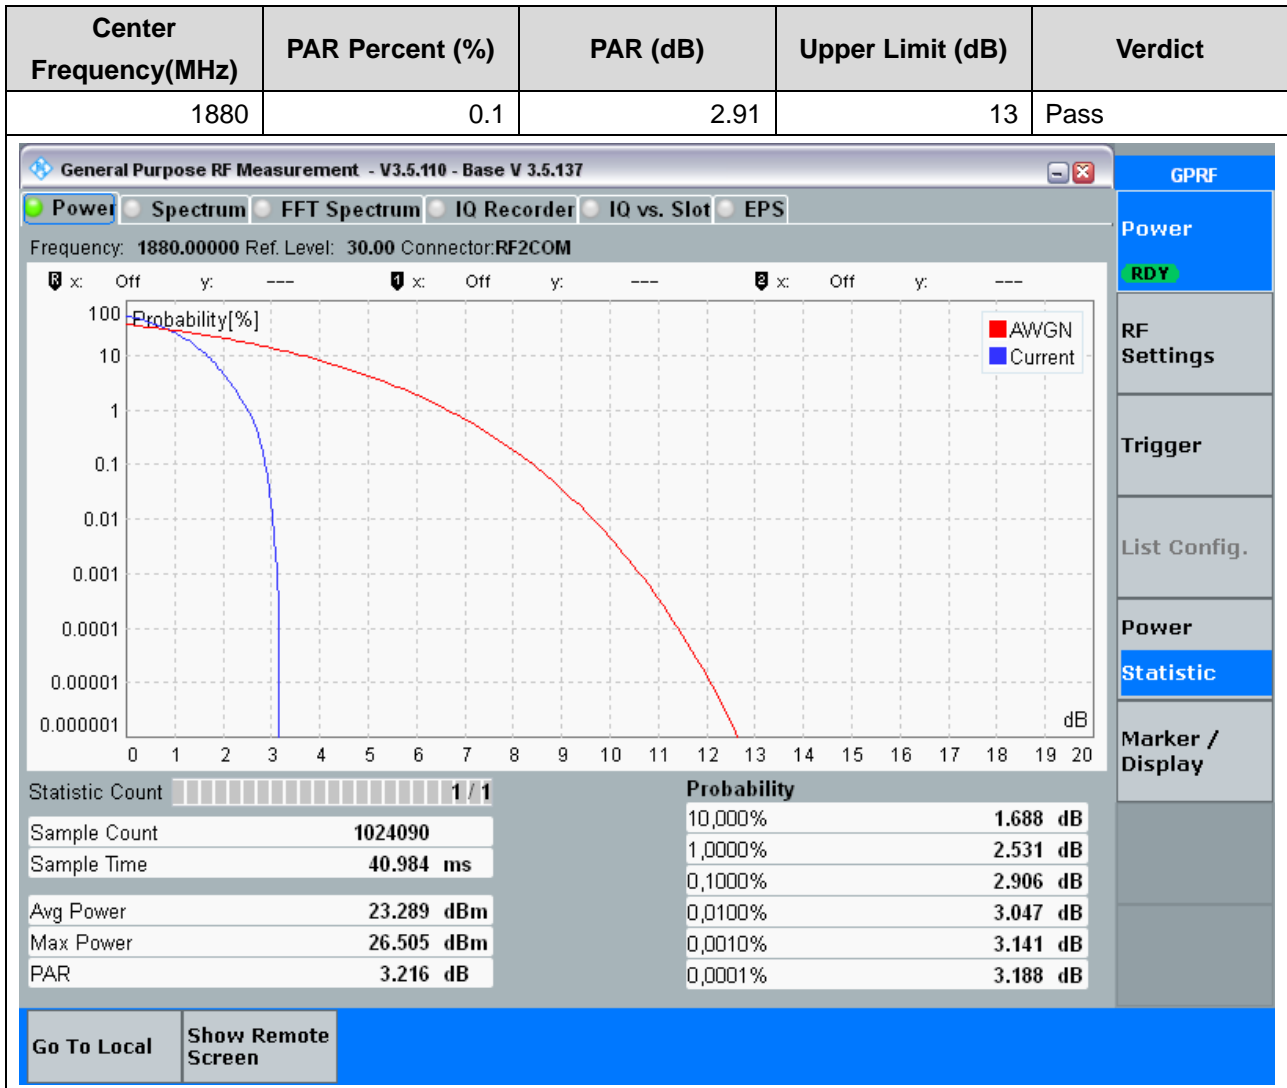 Center Frequency(MHz) PAR Percent (%) PAR (dB) Upper Limit (dB) Verdict
1880 0.1 2.91 13 Pass
General Purpose RF Measurement - V3.5.110 - Base V 3.5.137
GPRF
Power Spectrum FFT Spectrum IQ Recorder IQ vs. Slot EPS
Frequency: 1880.00000 Ref. Level: 30.00 Connector:RF2COM
R x: Off y: --- 1 x: Off y: --- 2 x: Off y: ---
Probability[%]
100
10
1
0.1
0.01
0.001
0.0001
0.00001
0.000001
AWGN
Current
dB
0 1 2 3 4 5 6 7 8 9 10 11 12 13 14 15 16 17 18 19 20
Statistic Count 1 / 1
Sample Count 1024090
Sample Time 40.984 ms
Avg Power 23.289 dBm
Max Power 26.505 dBm
PAR 3.216 dB
Probability
10,000% 1.688 dB
1,0000% 2.531 dB
0,1000% 2.906 dB
0,0100% 3.047 dB
0,0010% 3.141 dB
0,0001% 3.188 dB
Power
RDY
RF
Settings
Trigger
List Config.
Power
Statistic
Marker /
Display
Go To Local
Show Remote
Screen